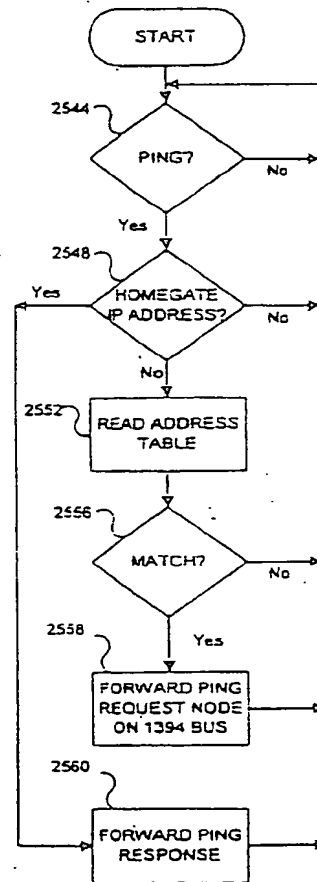 START
2544
PING?
No
Yes
2548
Yes
HOMEGATE
IP ADDRESS?
No
No
2552
READ ADDRESS
TABLE
2556
MATCH?
No
2558
Yes
FORWARD PING
REQUEST NODE
ON 1394 BUS
2560
FORWARD PING
RESPONSE